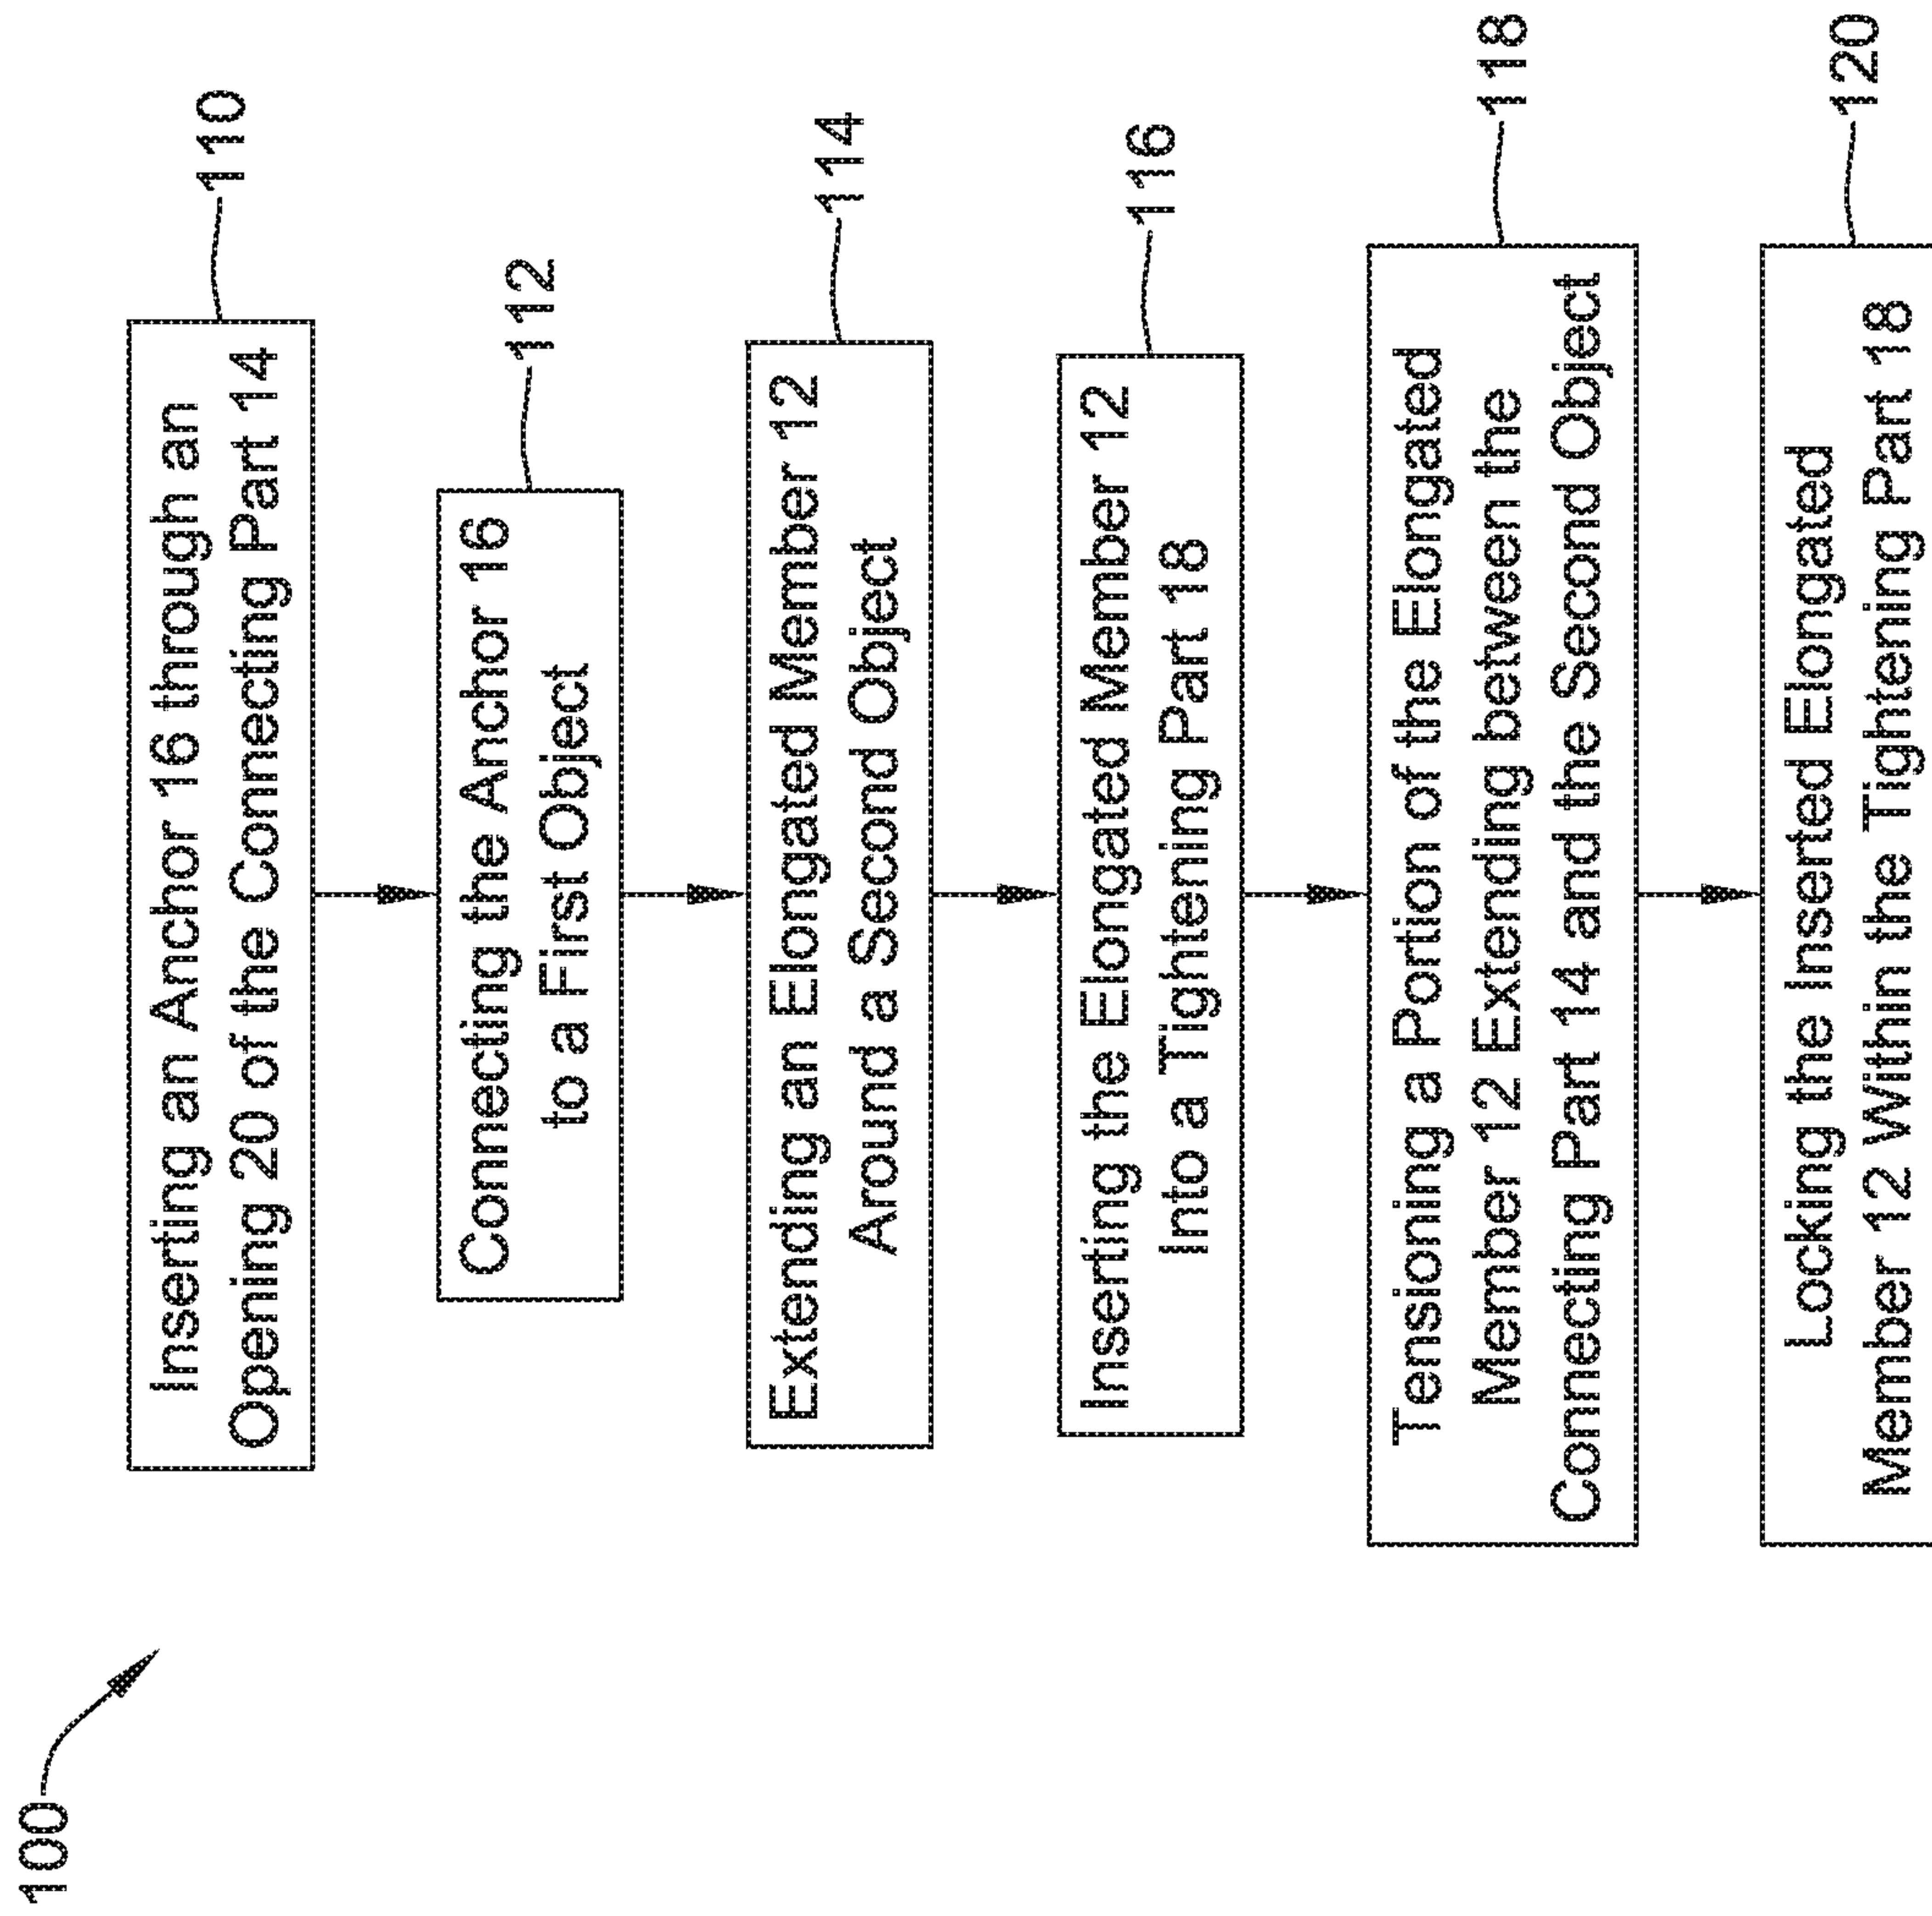 100
Inserting an Anchor 16 through an
Opening 20 of the Connecting Part 14
110
Connecting the Anchor 16
to a First Object
112
Extending an Elongated Member 12
Around a Second Object
114
Inserting the Elongated Member 12
Into a Tightening Part 18
116
Tensioning a Portion of the Elongated
Member 12 Extending between the
Connecting Part 14 and the Second Object
118
Locking the Inserted Elongated
Member 12 Within the Tightening Part 18
120